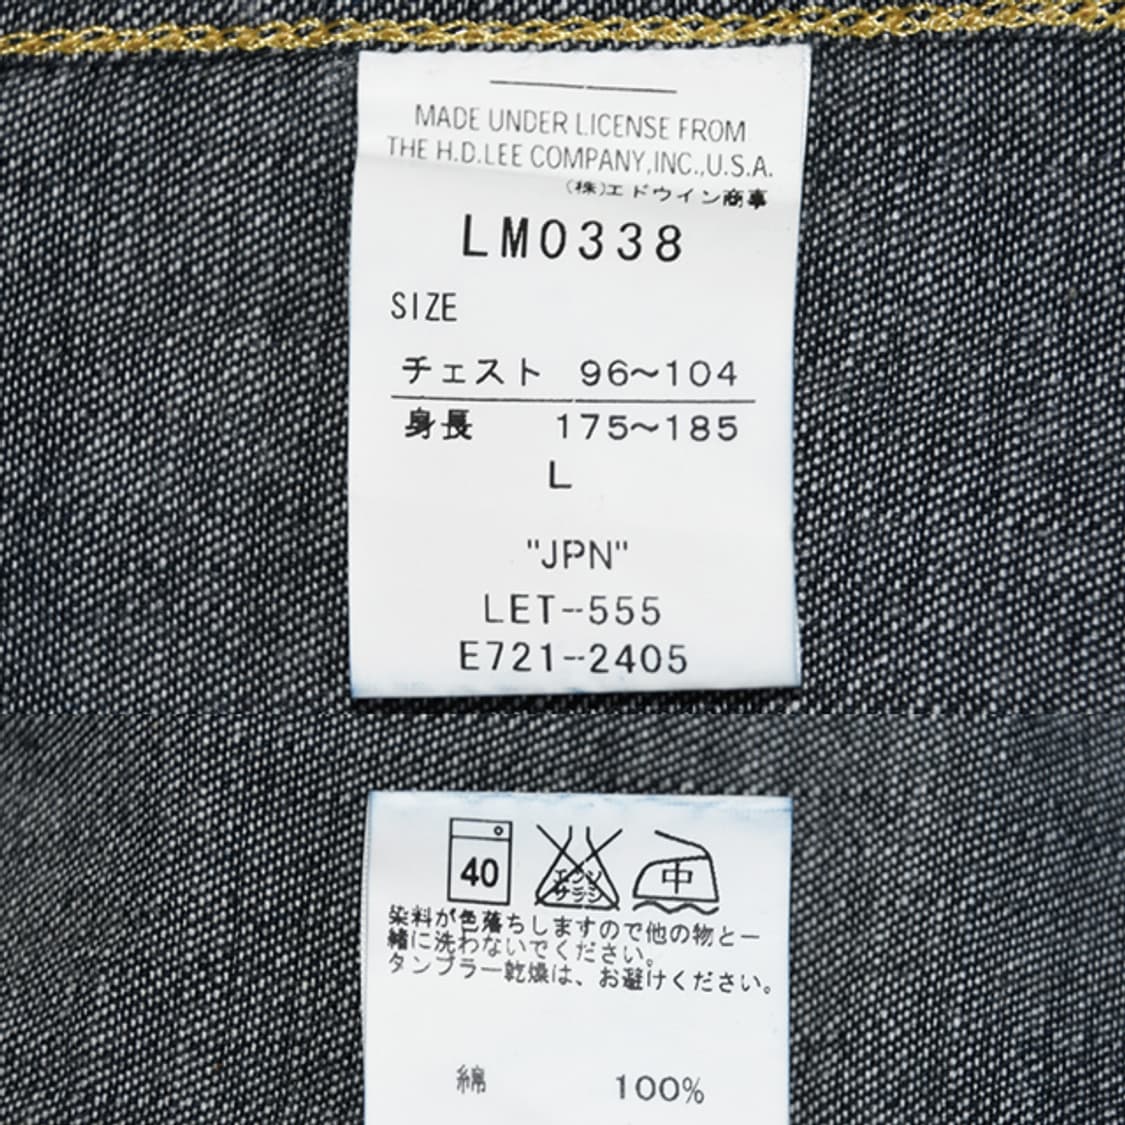 MADE UNDER LICENSE FROM
THE H.D.LEE COMPANY,INC.,U.S.A.
(株)エドウイン商事
LM0338
SIZE
チェスト 96~104
身長 175~185
L
"JPN"
LET-555
E721-2405
40 エンソサラシ 中
染料が色落ちしますので他の物と一
緒に洗わないでください。
タンブラー乾燥は、お避けください。
綿 100%